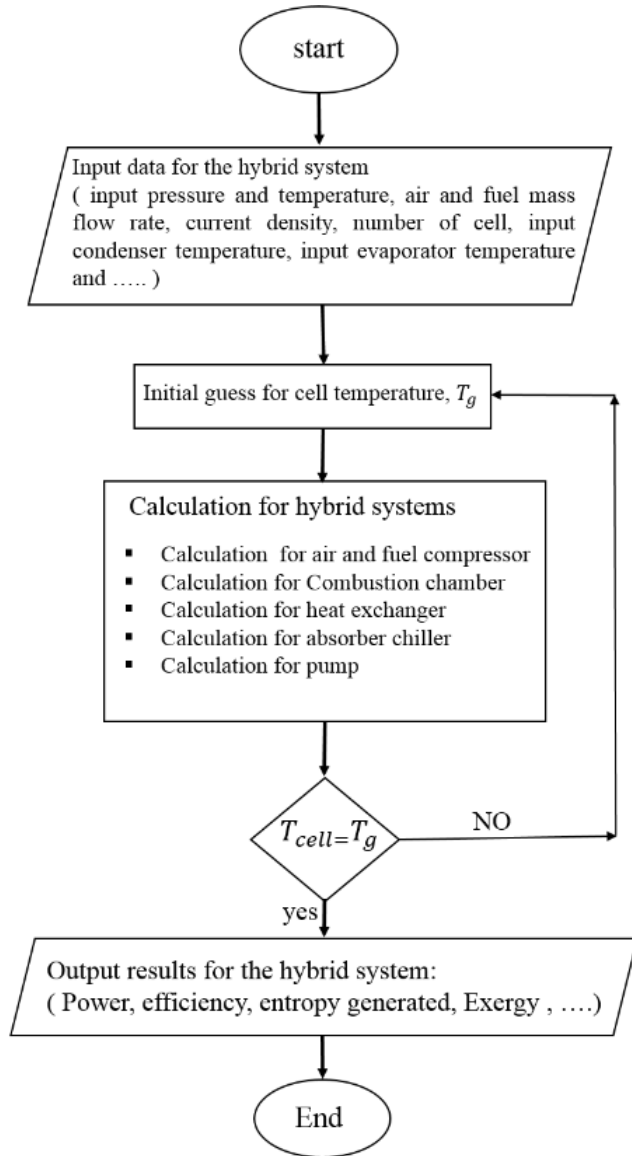 start
Input data for the hybrid system
( input pressure and temperature, air and fuel mass
flow rate, current density, number of cell, input
condenser temperature, input evaporator temperature
and ..... )
Initial guess for cell temperature, T_g
Calculation for hybrid systems
▪ Calculation for air and fuel compressor
▪ Calculation for Combustion chamber
▪ Calculation for heat exchanger
▪ Calculation for absorber chiller
▪ Calculation for pump
T_{cell}=T_g
NO
yes
Output results for the hybrid system:
( Power, efficiency, entropy generated, Exergy , ....)
End